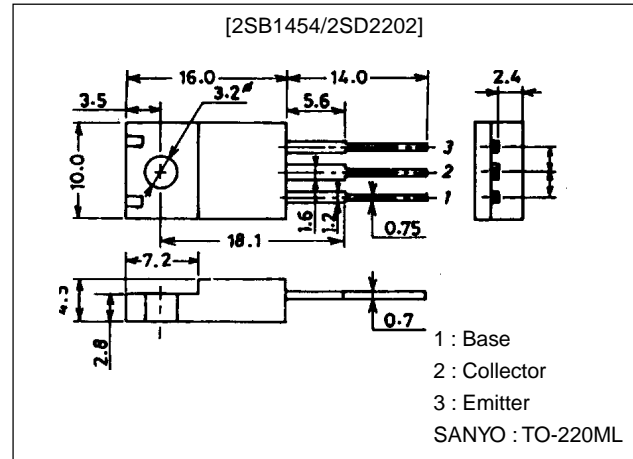 [2SB1454/2SD2202]
16.0 14.0
3.5 3.2ø 5.6 2.4
10.0
3
2
1
1.6 1.2 0.75
18.1
7.2
2.8 0.7
1 : Base
2 : Collector
3 : Emitter
SANYO : TO-220ML